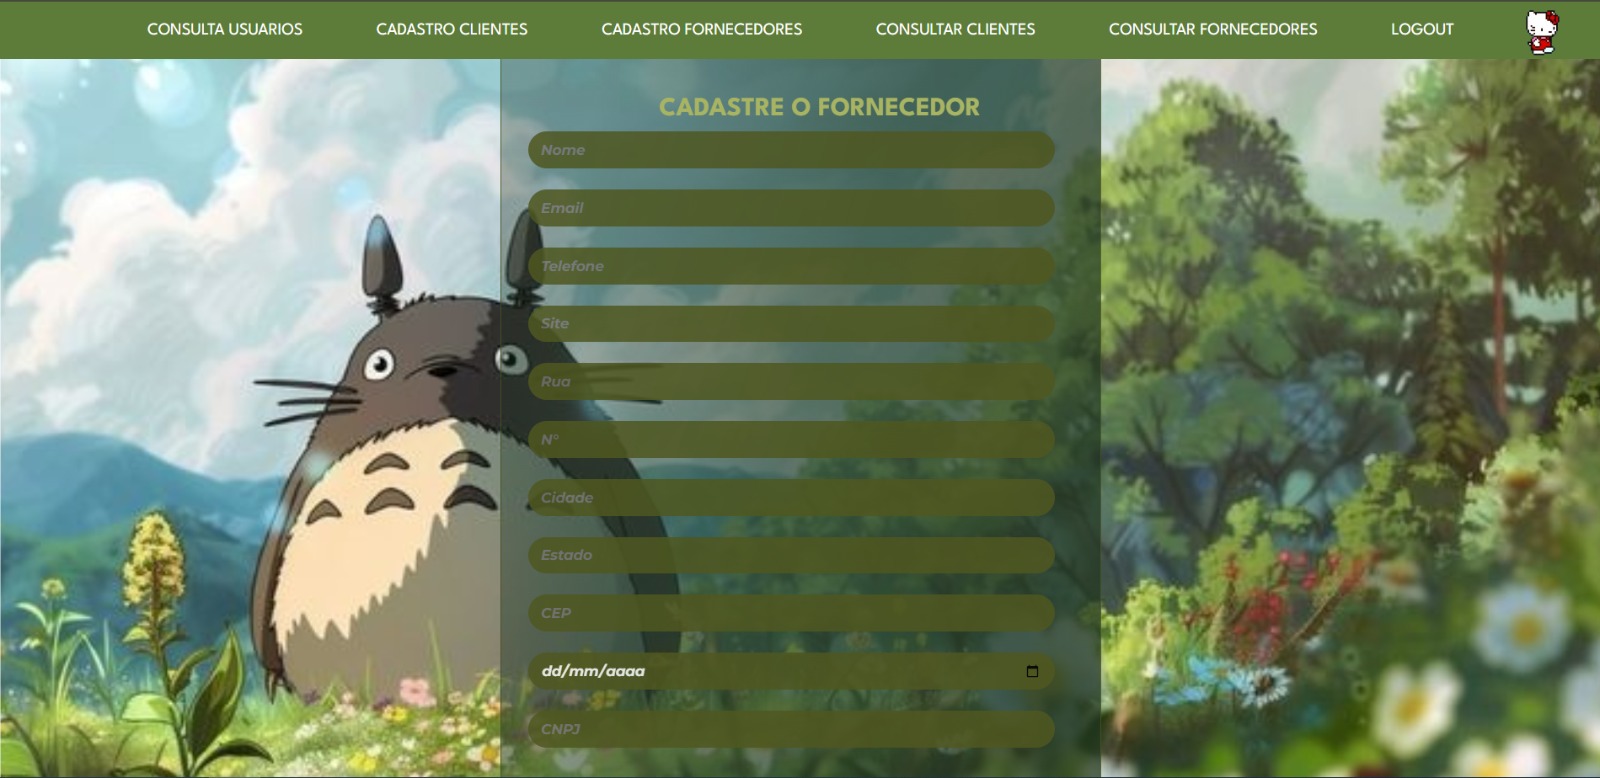 CONSULTA USUARIOS CADASTRO CLIENTES CADASTRO FORNECEDORES CONSULTAR CLIENTES CONSULTAR FORNECEDORES LOGOUT
CADASTRE O FORNECEDOR
Nome
Email
Telefone
Site
Rua
N°
Cidade
Estado
CEP
dd/mm/aaaa
CNPJ